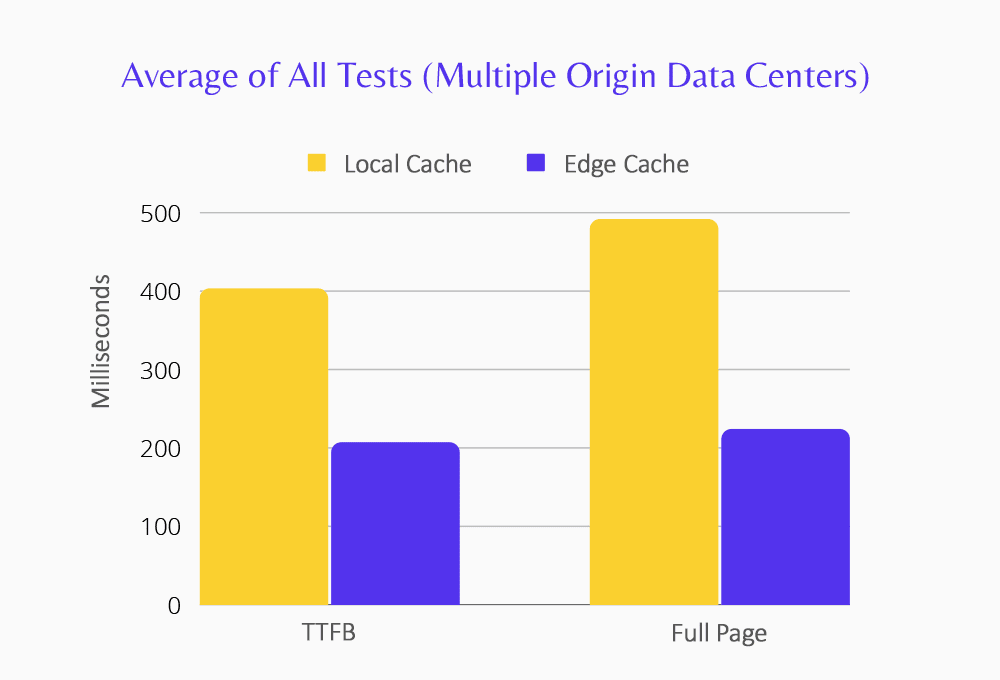 Average of All Tests (Multiple Origin Data Centers)
Local Cache Edge Cache
500
400
300
200
100
0
Milliseconds
TTFB Full Page